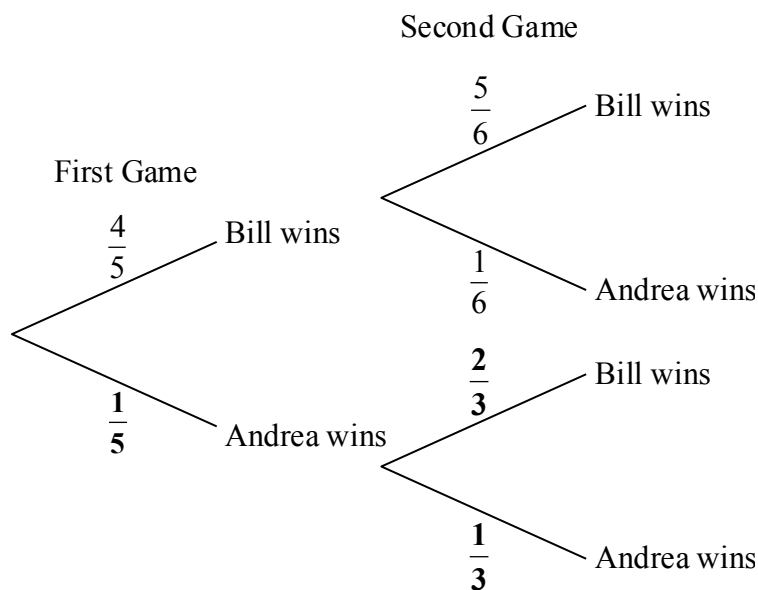 Second Game
5/6
Bill wins
First Game
4/5
Bill wins
1/6
Andrea wins
2/3
Bill wins
1/5
Andrea wins
1/3
Andrea wins